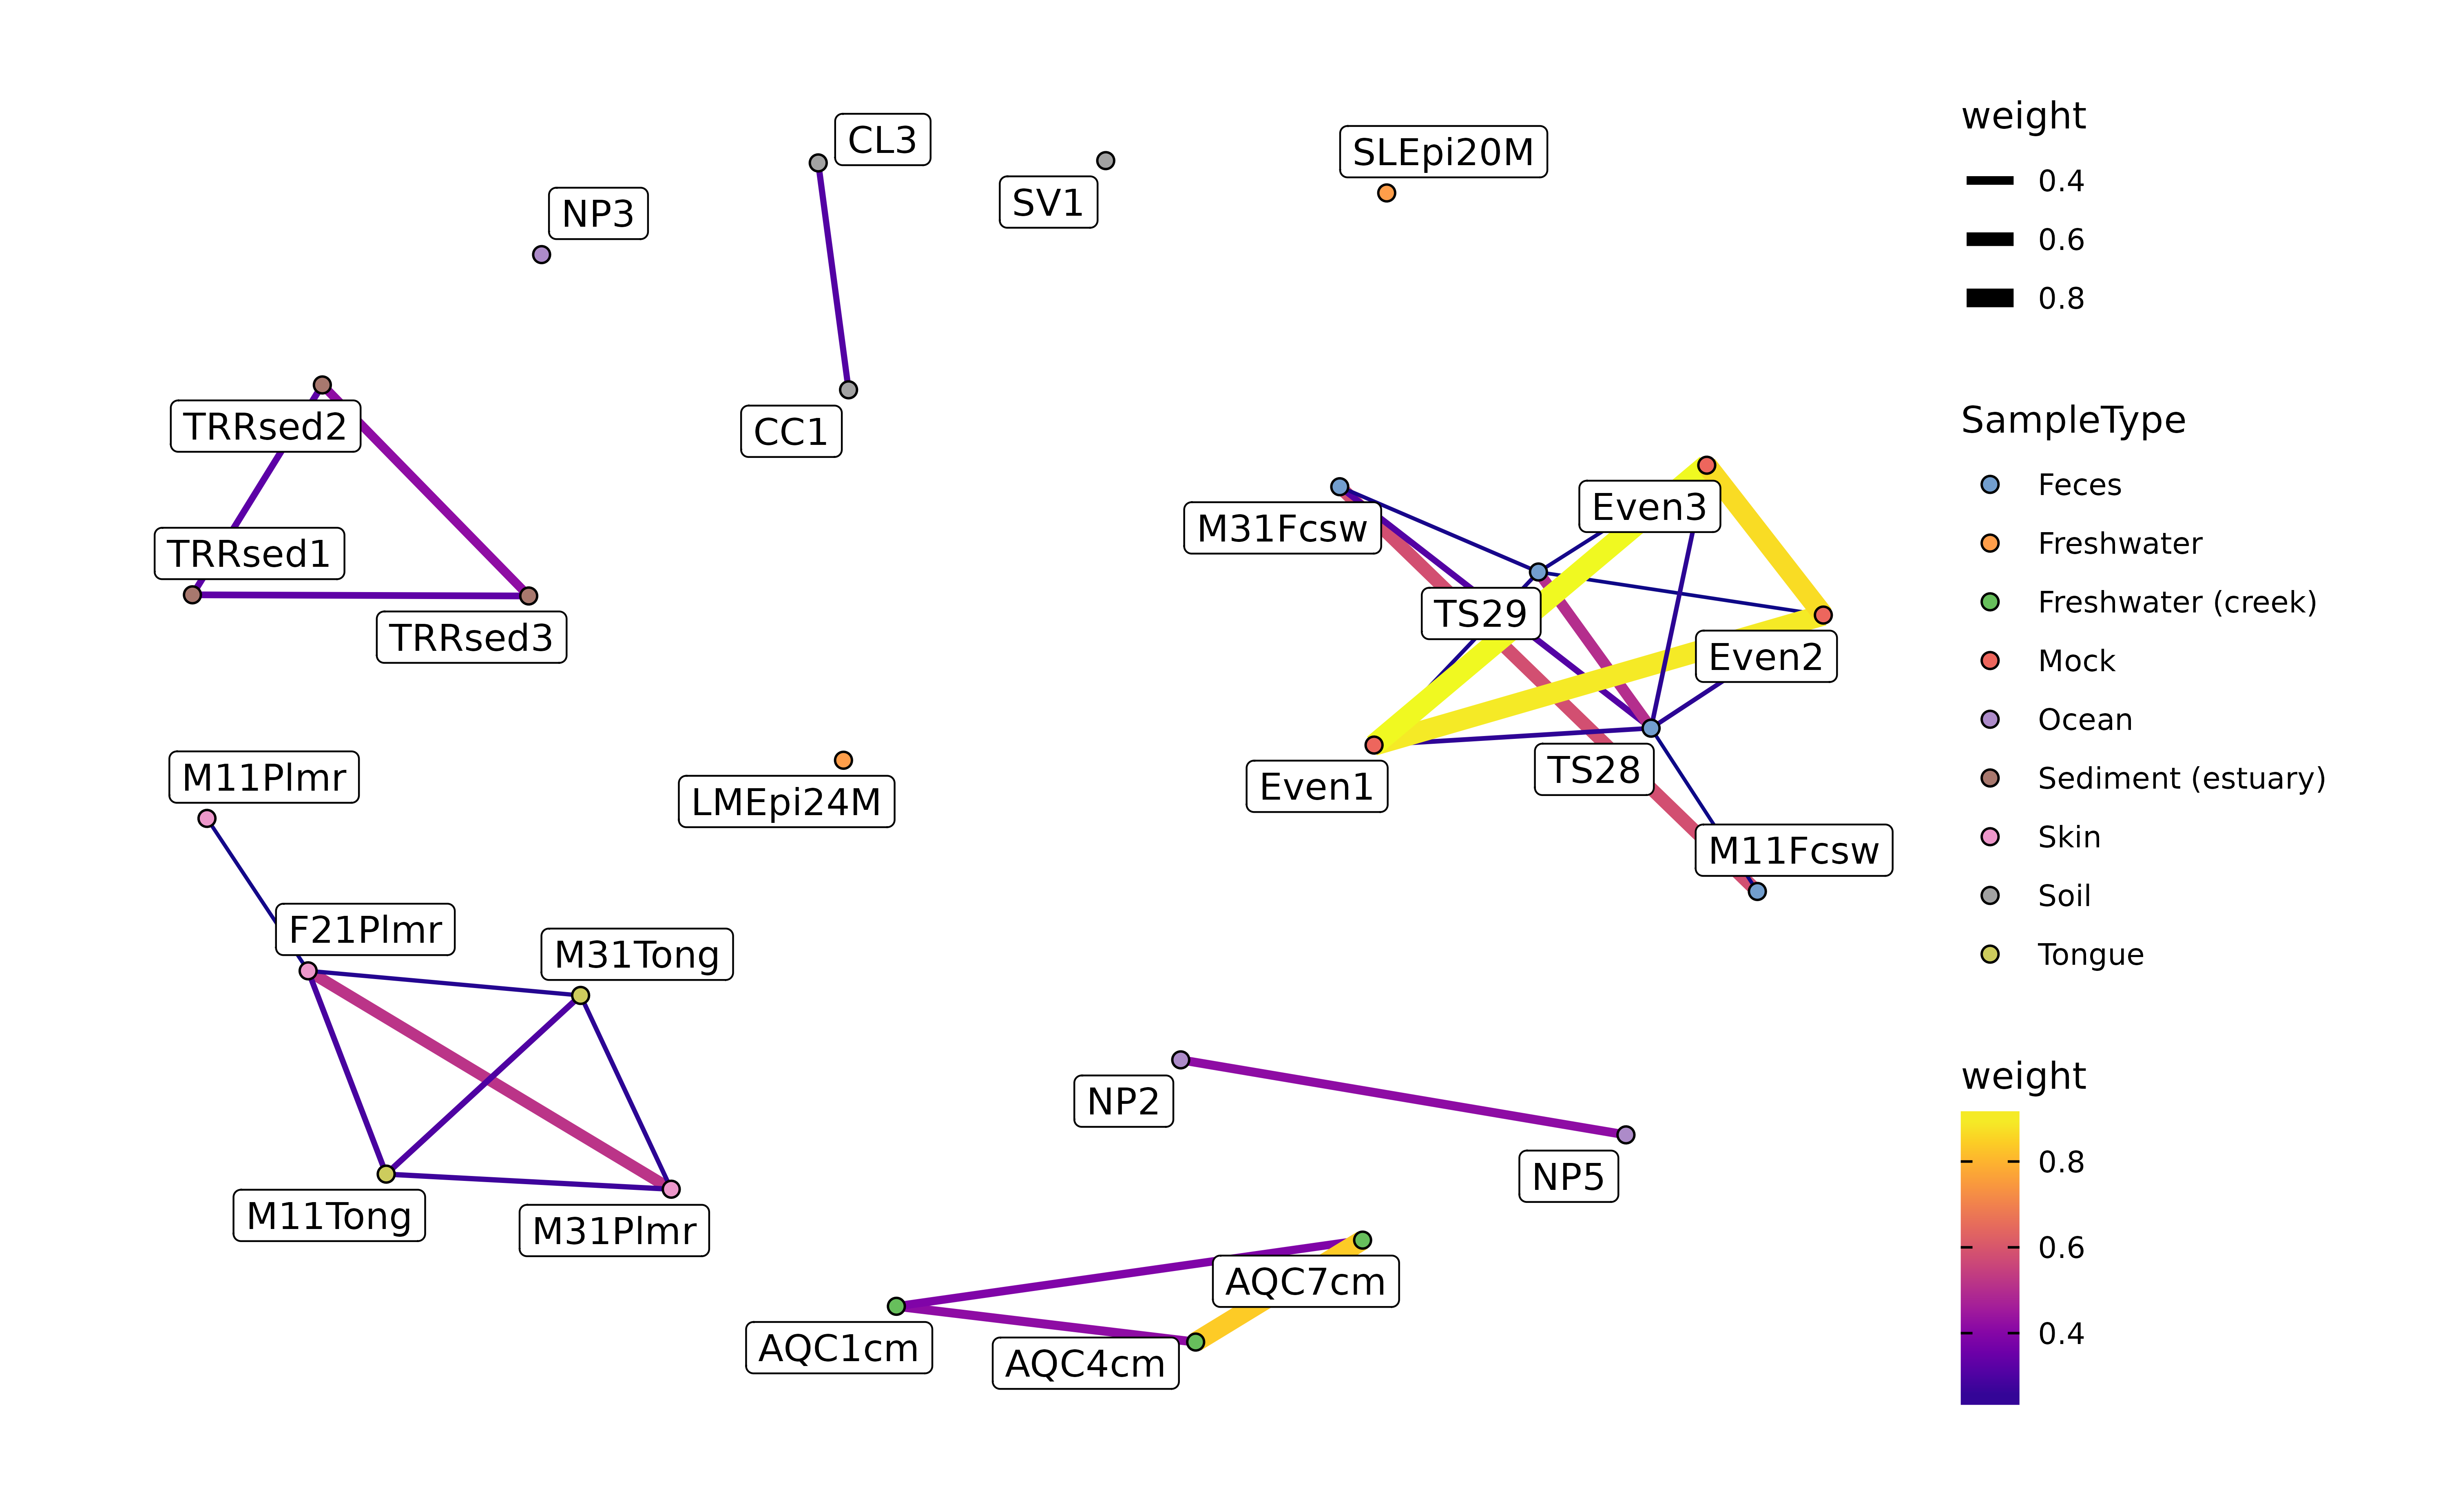 CL3
SLEpi20M
SV1
NP3
TRRsed2
CC1
Even3
M31Fcsw
TRRsed1
TS29
TRRsed3
Even2
TS28
M11Plmr
Even1
LMEpi24M
M11Fcsw
F21Plmr
M31Tong
NP2
NP5
M11Tong
M31Plmr
AQC7cm
AQC1cm
AQC4cm
weight
0.4
0.6
0.8
SampleType
Feces
Freshwater
Freshwater (creek)
Mock
Ocean
Sediment (estuary)
Skin
Soil
Tongue
weight
0.8
0.6
0.4